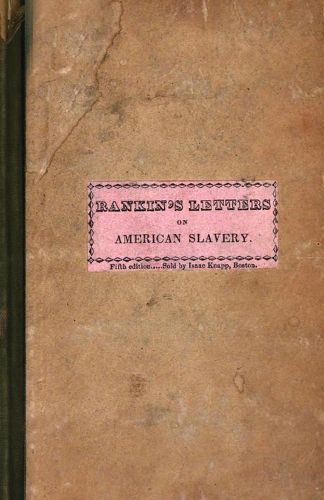 RANKIN'S LETTERS
ON
AMERICAN SLAVERY.
Fifth edition.....Sold by Isaac Knapp, Boston.